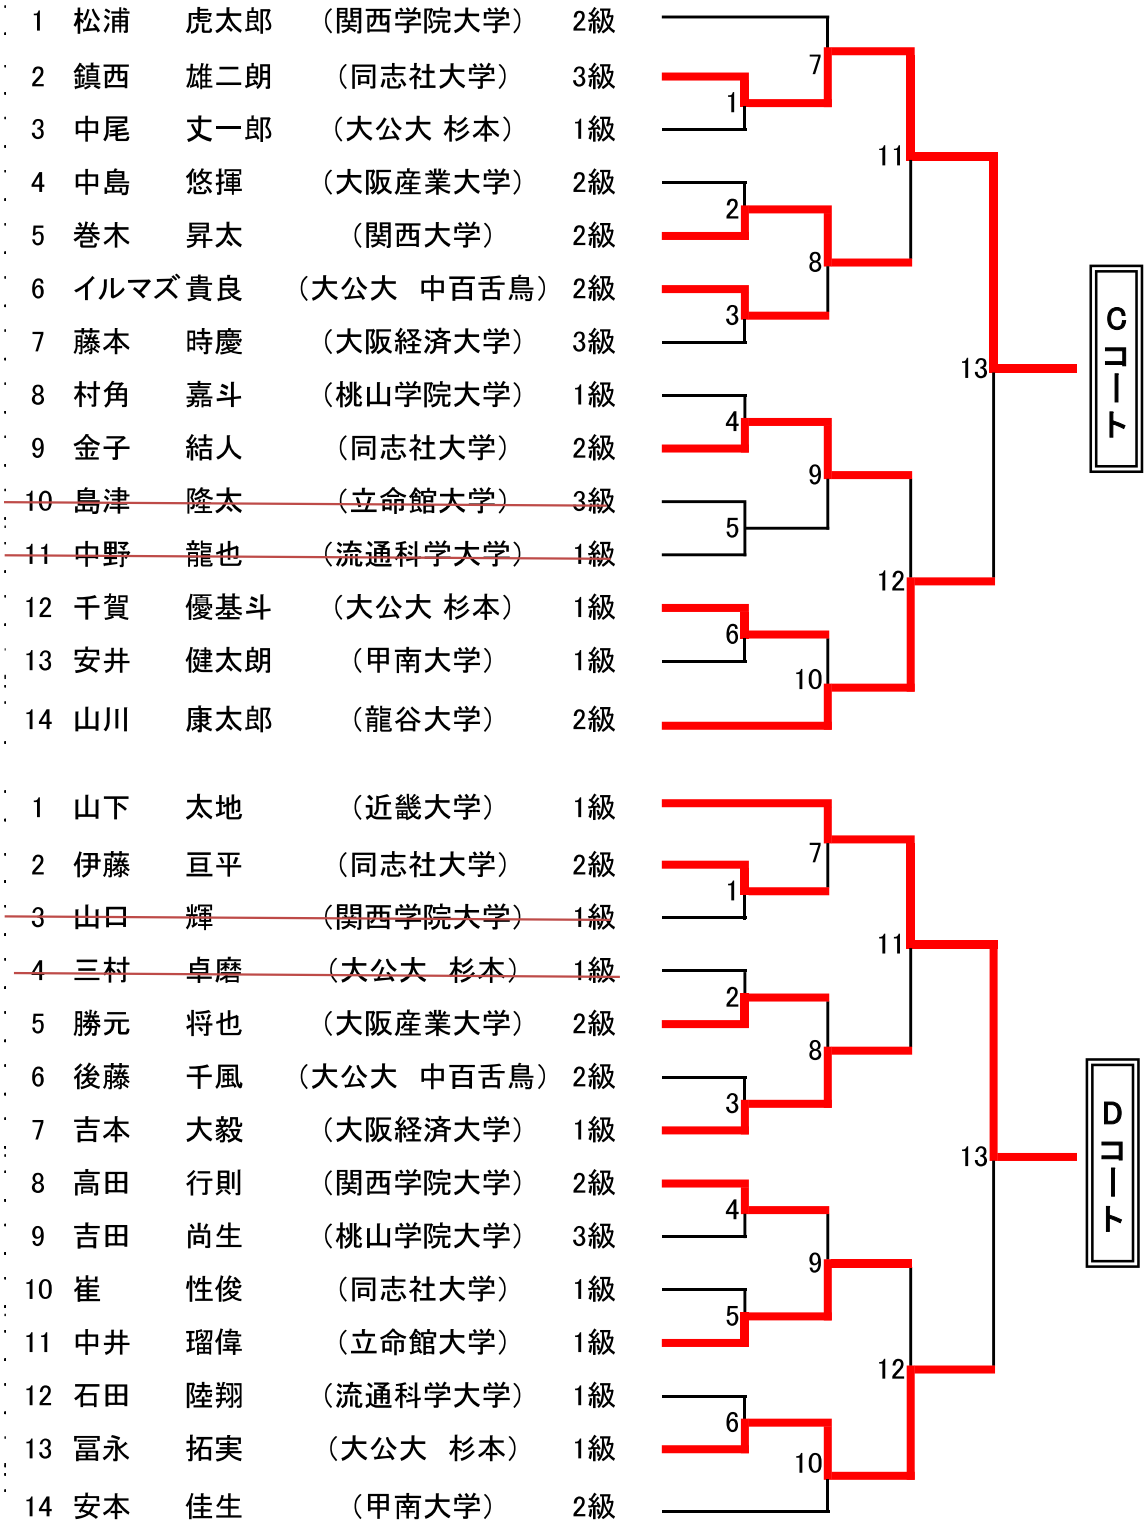 1 松浦 虎太郎 （関西学院大学） 2級
2 鎮西 雄二朗 （同志社大学） 3級
3 中尾 丈一郎 （大公大 杉本） 1級
4 中島 悠揮 （大阪産業大学） 2級
5 巻木 昇太 （関西大学） 2級
6 イルマズ 貴良 （大公大 中百舌鳥） 2級
7 藤本 時慶 （大阪経済大学） 3級
8 村角 嘉斗 （桃山学院大学） 1級
9 金子 結人 （同志社大学） 2級
10 島津 隆太 （立命館大学） 3級
11 中野 龍也 （流通科学大学） 1級
12 千賀 優基斗 （大公大 杉本） 1級
13 安井 健太朗 （甲南大学） 1級
14 山川 康太郎 （龍谷大学） 2級
1
2
3
4
5
6
7
8
9
10
11
12
13
Cコート
1 山下 太地 （近畿大学） 1級
2 伊藤 亘平 （同志社大学） 2級
3 山口 輝 （関西学院大学） 1級
4 三村 卓磨 （大公大 杉本） 1級
5 勝元 将也 （大阪産業大学） 2級
6 後藤 千風 （大公大 中百舌鳥） 2級
7 吉本 大毅 （大阪経済大学） 1級
8 高田 行則 （関西学院大学） 2級
9 吉田 尚生 （桃山学院大学） 3級
10 崔 性俊 （同志社大学） 1級
11 中井 瑠偉 （立命館大学） 1級
12 石田 陸翔 （流通科学大学） 1級
13 冨永 拓実 （大公大 杉本） 1級
14 安本 佳生 （甲南大学） 2級
1
2
3
4
5
6
7
8
9
10
11
12
13
Dコート